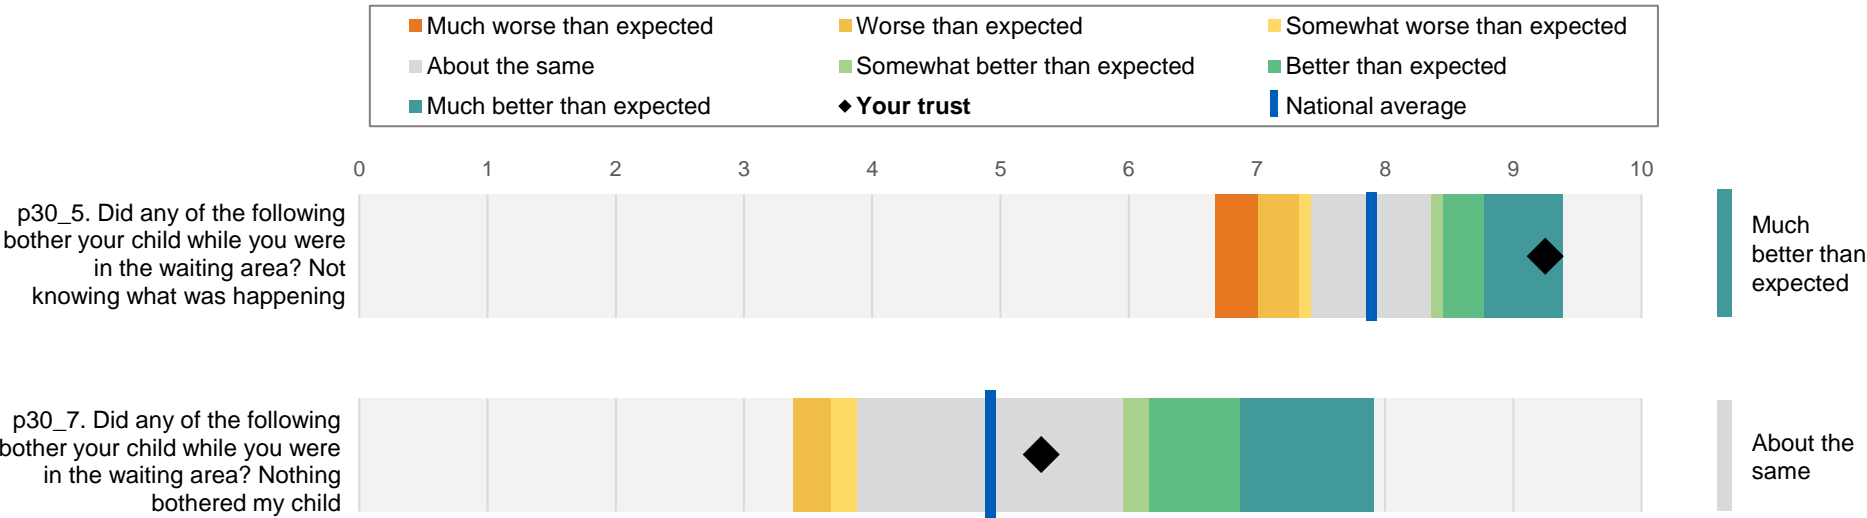 Much worse than expected
Worse than expected
Somewhat worse than expected
About the same
Somewhat better than expected
Better than expected
Much better than expected
Your trust
National average
0 1 2 3 4 5 6 7 8 9 10
p30_5. Did any of the following
bother your child while you were
in the waiting area? Not
knowing what was happening
Much
better than
expected
p30_7. Did any of the following
bother your child while you were
in the waiting area? Nothing
bothered my child
About the
same